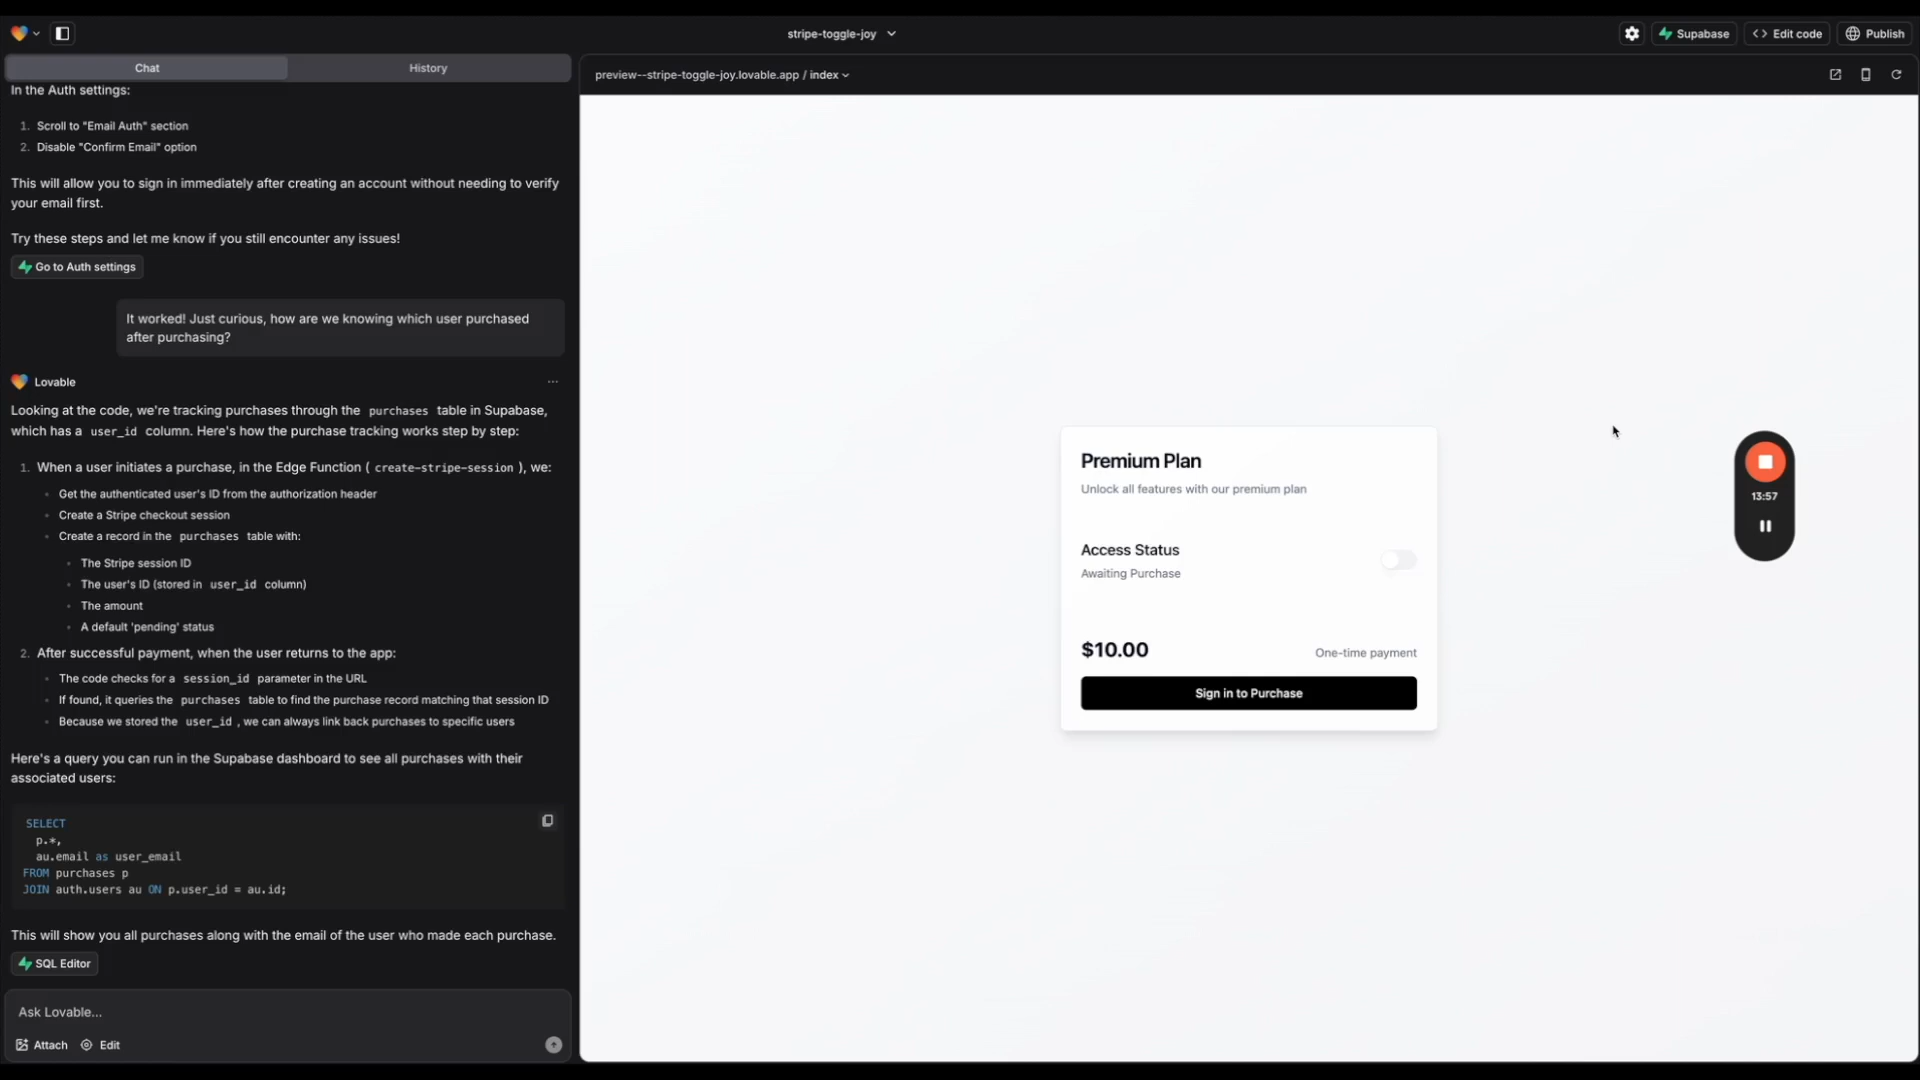 stripe-toggle-joy
Supabase
Edit code
Publish
Chat
History
In the Auth settings:
1. Scroll to "Email Auth" section
2. Disable "Confirm Email" option
This will allow you to sign in immediately after creating an account without needing to verify
your email first.
Try these steps and let me know if you still encounter any issues!
Go to Auth settings
It worked! Just curious, how are we knowing which user purchased
after purchasing?
Lovable
Looking at the code, we're tracking purchases through the purchases table in Supabase,
which has a user_id column. Here's how the purchase tracking works step by step:
1. When a user initiates a purchase, in the Edge Function ( create-stripe-session ), we:
Get the authenticated user's ID from the authorization header
Create a Stripe checkout session
Create a record in the purchases table with:
The Stripe session ID
The user's ID (stored in user_id column)
The amount
A default 'pending' status
2. After successful payment, when the user returns to the app:
The code checks for a session_id parameter in the URL
If found, it queries the purchases table to find the purchase record matching that session ID
Because we stored the user_id , we can always link back purchases to specific users
Here's a query you can run in the Supabase dashboard to see all purchases with their
associated users:
SELECT
p.*,
au.email as user_email
FROM purchases p
JOIN auth.users au ON p.user_id = au.id;
This will show you all purchases along with the email of the user who made each purchase.
SQL Editor
Ask Lovable...
Attach
Edit
preview--stripe-toggle-joy.lovable.app / index
Premium Plan
Unlock all features with our premium plan
Access Status
Awaiting Purchase
$10.00
One-time payment
Sign in to Purchase
13:57